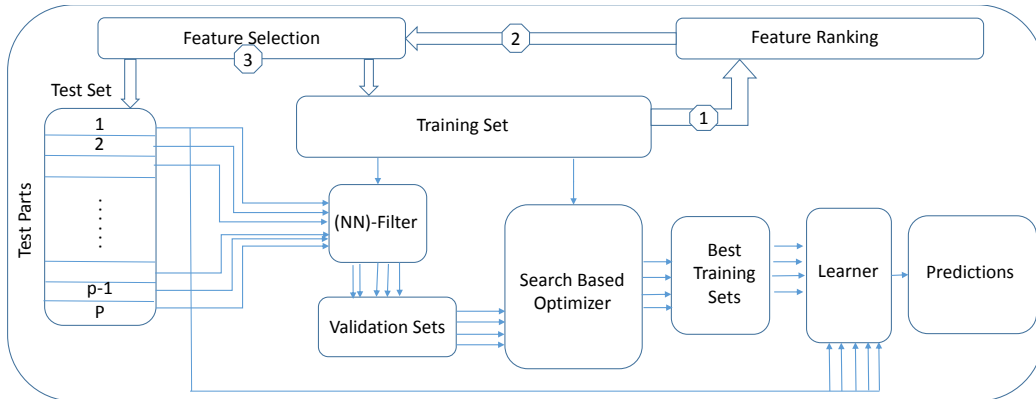 Feature Selection
2
Feature Ranking
3
Test Set
1
2
Training Set
1
Test Parts
......
p-1
P
(NN)-Filter
Validation Sets
Search Based
Optimizer
Best
Training
Sets
Learner
Predictions